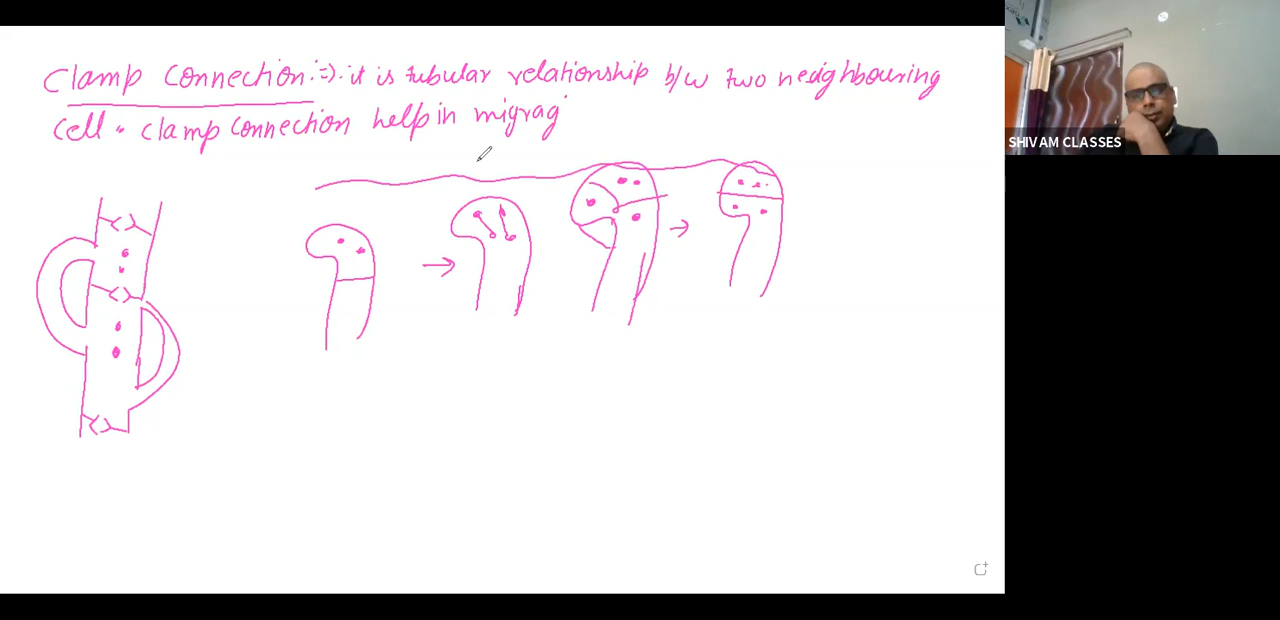 Clamp Connection :⇒ it is tubular relationship b/w two neighbouring
Cell. clamp connection help in migrag
SHIVAM CLASSES